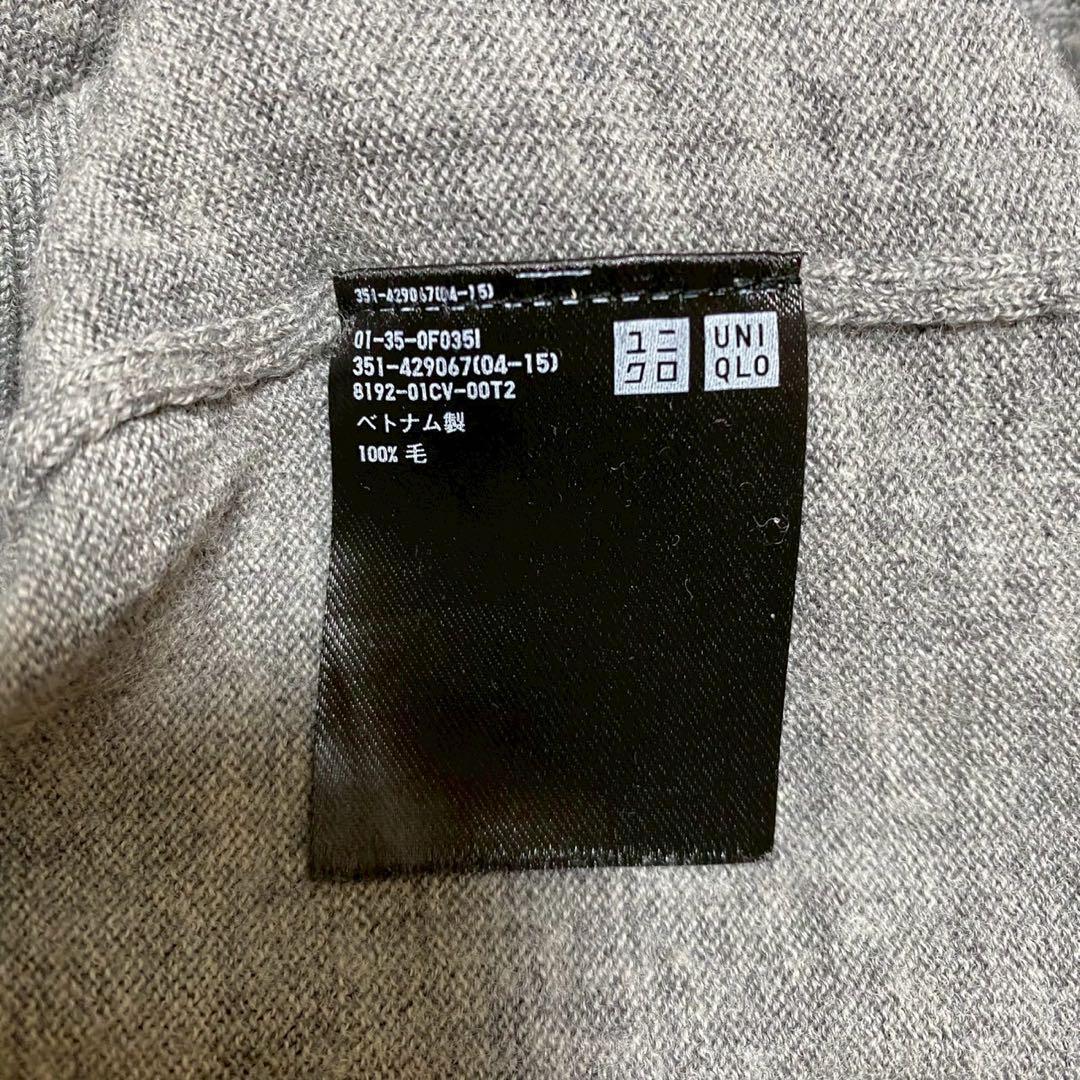 351-429067(04-15)
01-35-0F0351
351-429067(04-15)
8192-01CV-00T2
ベトナム製
100% 毛
ユニ
クロ
UNI
QLO